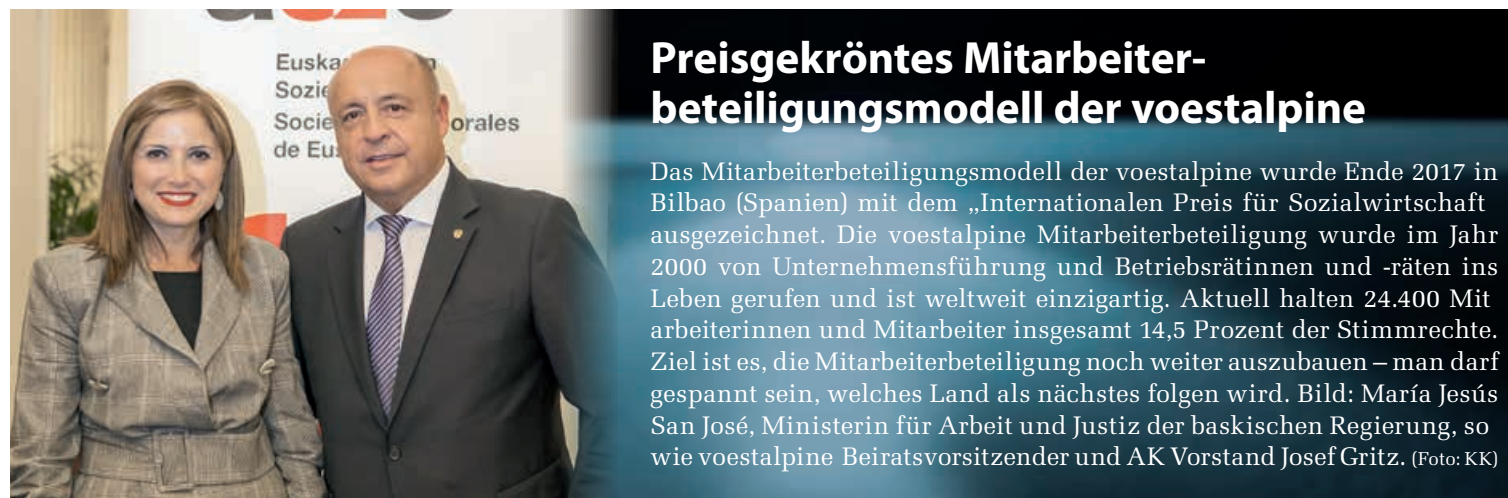 Euska n
Sozie
Socie orales
de Eus
Preisgekröntes Mitarbeiter-
beteiligungsmodell der voestalpine
Das Mitarbeiterbeteiligungsmodell der voestalpine wurde Ende 2017 in
Bilbao (Spanien) mit dem „Internationalen Preis für Sozialwirtschaft
ausgezeichnet. Die voestalpine Mitarbeiterbeteiligung wurde im Jahr
2000 von Unternehmensführung und Betriebsrätinnen und -räten ins
Leben gerufen und ist weltweit einzigartig. Aktuell halten 24.400 Mit
arbeiterinnen und Mitarbeiter insgesamt 14,5 Prozent der Stimmrechte.
Ziel ist es, die Mitarbeiterbeteiligung noch weiter auszubauen – man darf
gespannt sein, welches Land als nächstes folgen wird. Bild: María Jesús
San José, Ministerin für Arbeit und Justiz der baskischen Regierung, so
wie voestalpine Beiratsvorsitzender und AK Vorstand Josef Gritz. (Foto: KK)